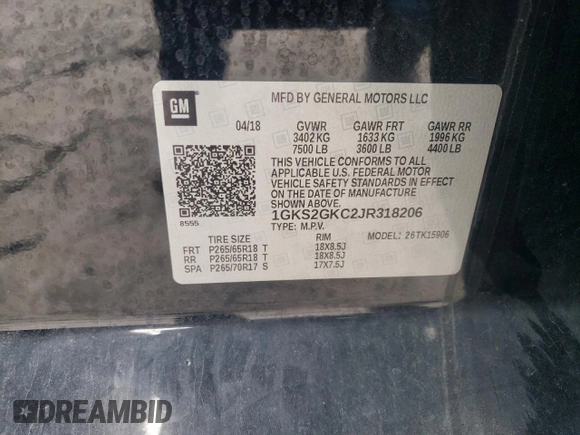 GM
MFD BY GENERAL MOTORS LLC
04/18 GVWR GAWR FRT GAWR RR
3402 KG 1633 KG 1996 KG
7500 LB 3600 LB 4400 LB
THIS VEHICLE CONFORMS TO ALL
APPLICABLE U.S. FEDERAL MOTOR
VEHICLE SAFETY STANDARDS IN EFFECT
ON THE DATE OF MANUFACTURE
SHOWN ABOVE.
1GKS2GKC2JR318206
8555 TYPE: M.P.V. MODEL: 26TK15906
TIRE SIZE RIM
FRT P265/65R18 T 18X8.5J
RR P265/65R18 T 18X8.5J
SPA P265/70R17 S 17X7.5J
DREAMBID